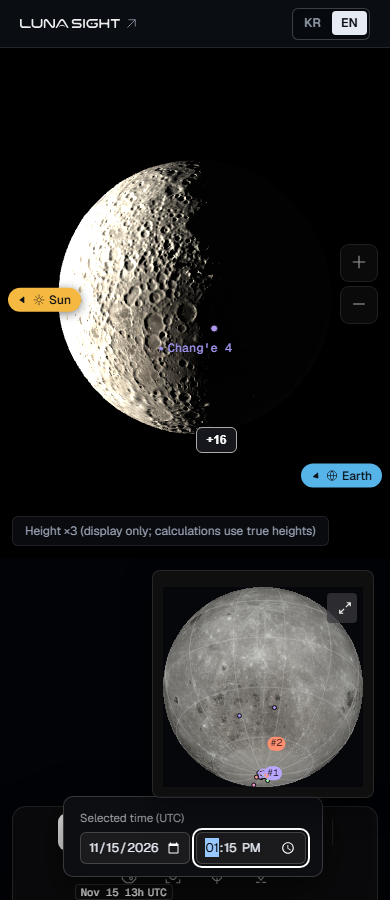 LUNA SIGHT
KR
EN
Sun
Chang'e 4
+16
Earth
Height ×3 (display only; calculations use true heights)
#2
#1
Selected time (UTC)
11/15/2026
01:15 PM
Nov 15 13h UTC